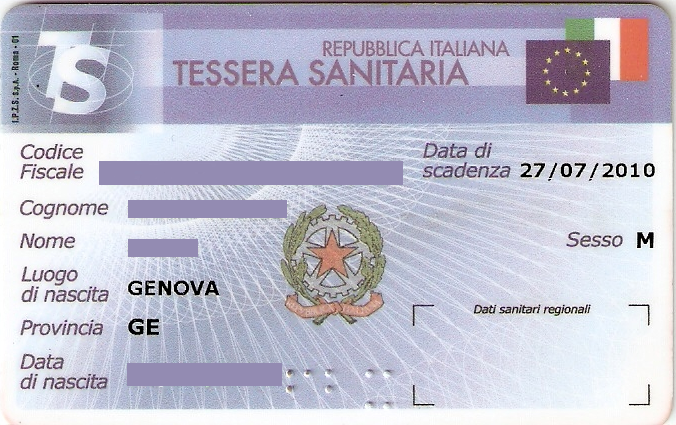 I.P.Z.S. S.p.A. - Roma - 01
TS
REPUBBLICA ITALIANA
TESSERA SANITARIA
Codice
Fiscale
Data di
scadenza 27/07/2010
Cognome
Nome
Sesso M
Luogo
di nascita GENOVA
Provincia GE
Dati sanitari regionali
Data
di nascita